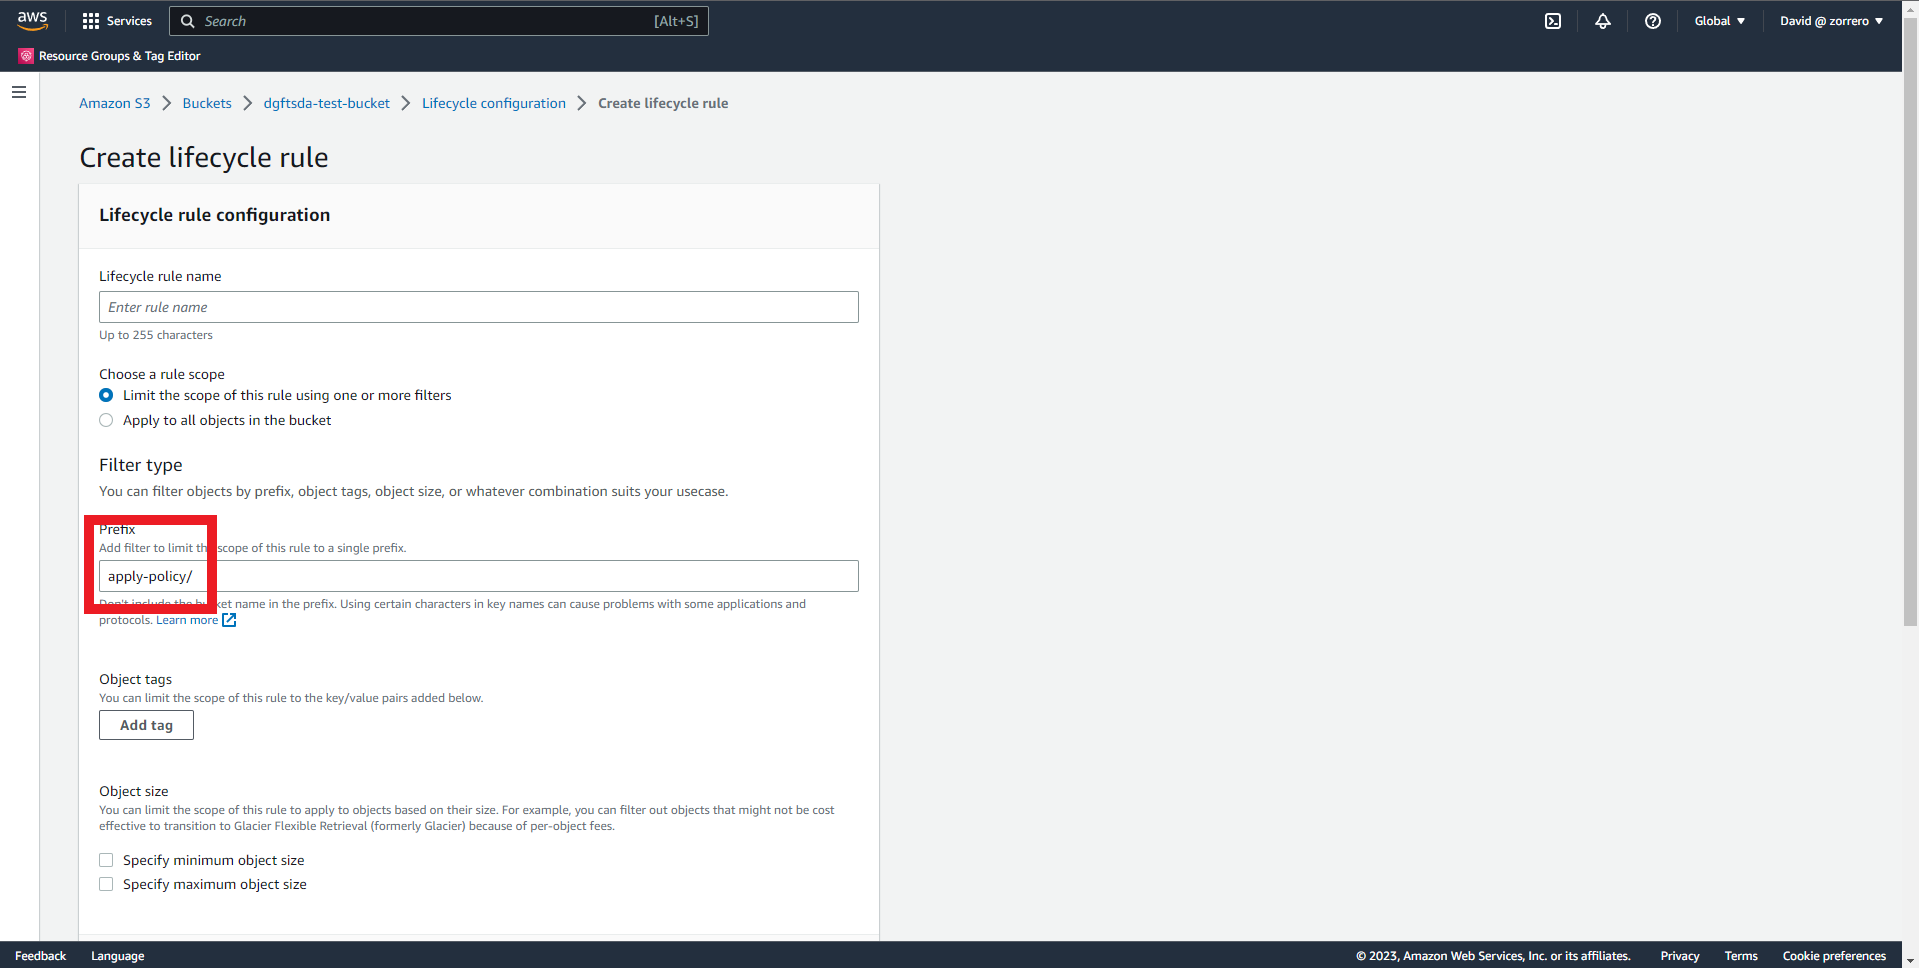 aws
Services
Search
[Alt+S]
Global
David @ zorrero
Resource Groups & Tag Editor
Amazon S3
Buckets
dgftsda-test-bucket
Lifecycle configuration
Create lifecycle rule
Create lifecycle rule
Lifecycle rule configuration
Lifecycle rule name
Enter rule name
Up to 255 characters
Choose a rule scope
Limit the scope of this rule using one or more filters
Apply to all objects in the bucket
Filter type
You can filter objects by prefix, object tags, object size, or whatever combination suits your usecase.
Prefix
Add filter to limit the scope of this rule to a single prefix.
apply-policy/
Don't include the bucket name in the prefix. Using certain characters in key names can cause problems with some applications and
protocols. Learn more
Object tags
You can limit the scope of this rule to the key/value pairs added below.
Add tag
Object size
You can limit the scope of this rule to apply to objects based on their size. For example, you can filter out objects that might not be cost
effective to transition to Glacier Flexible Retrieval (formerly Glacier) because of per-object fees.
Specify minimum object size
Specify maximum object size
Feedback
Language
© 2023, Amazon Web Services, Inc. or its affiliates.
Privacy
Terms
Cookie preferences